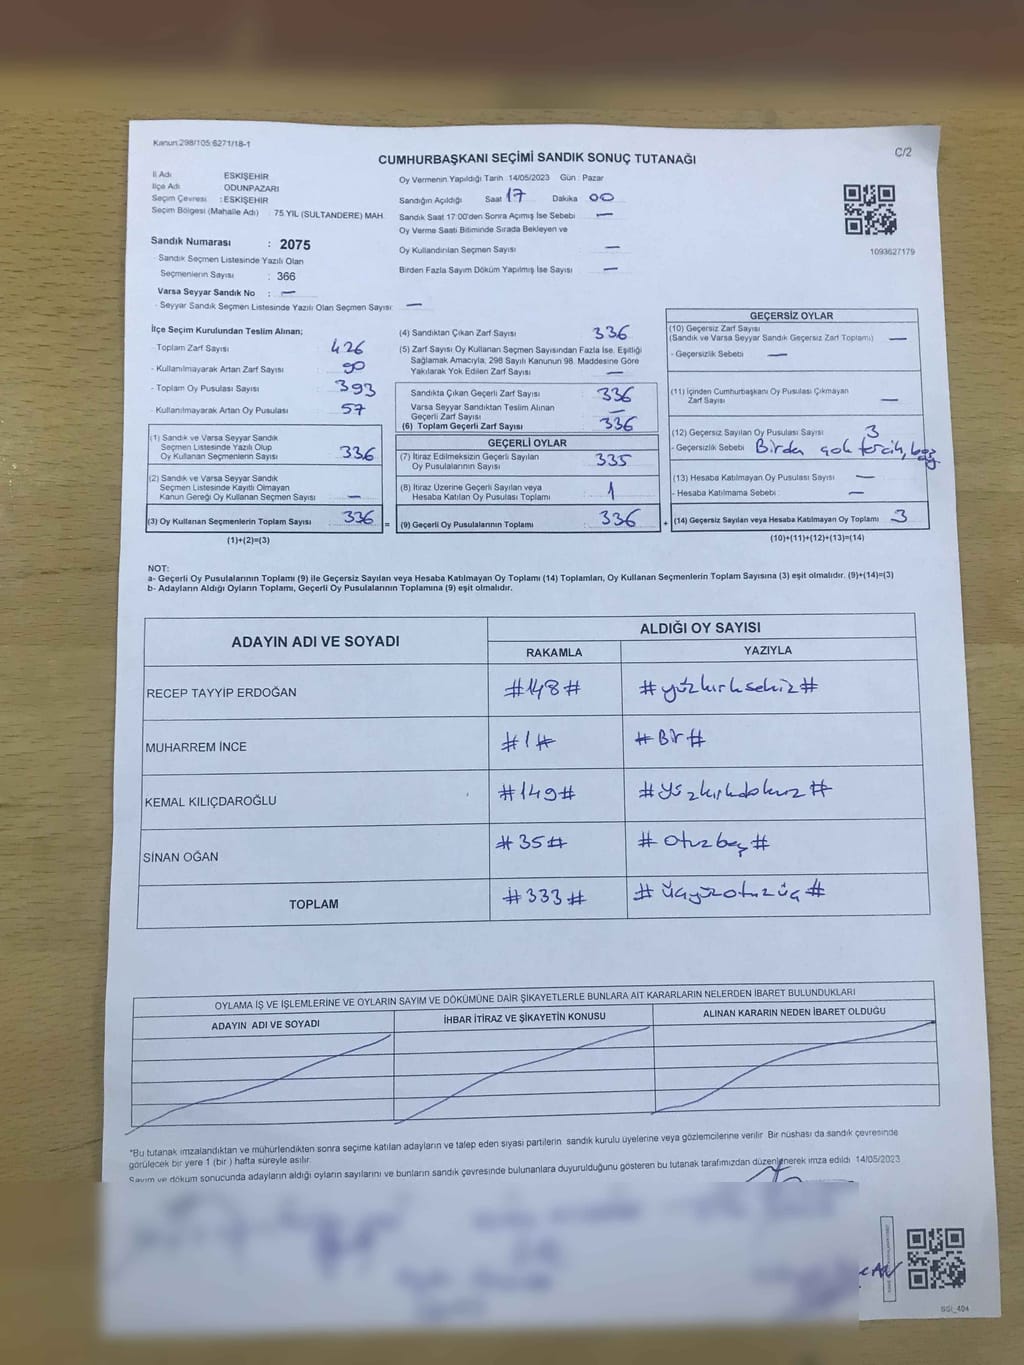 Kanun:298/105:6271/18-1
C/2
CUMHURBAŞKANI SEÇİMİ SANDIK SONUÇ TUTANAĞI
İl Adı ESKİŞEHİR
İlçe Adı ODUNPAZARI
Seçim Çevresi : ESKİŞEHİR
Seçim Bölgesi (Mahalle Adı) : 75 YIL (SULTANDERE) MAH.
Sandık Numarası : 2075
Sandık Seçmen Listesinde Yazılı Olan
Seçmenlerin Sayısı : 366
Varsa Seyyar Sandık No : —
Seyyar Sandık Seçmen Listesinde Yazılı Olan Seçmen Sayısı: —
Oy Vermenin Yapıldığı Tarih : 14/05/2023 Gün : Pazar
Sandığın Açıldığı Saat 17 Dakika 00
Sandık Saat 17:00'den Sonra Açımış İse Sebebi —
Oy Verme Saati Bitiminde Sırada Bekleyen ve
Oy Kullandırılan Seçmen Sayısı —
Birden Fazla Sayım Döküm Yapılmış İse Sayısı —
1093627179
İlçe Seçim Kurulundan Teslim Alınan;
- Toplam Zarf Sayısı 426
- Kullanılmayarak Artan Zarf Sayısı 90
- Toplam Oy Pusulası Sayısı 393
- Kullanılmayarak Artan Oy Pusulası 57
(1) Sandık ve Varsa Seyyar Sandık
Seçmen Listesinde Yazılı Olup
Oy Kullanan Seçmenlerin Sayısı 336
(2) Sandık ve Varsa Seyyar Sandık
Seçmen Listesinde Kayıtlı Olmayan
Kanun Gereği Oy Kullanan Seçmen Sayısı —
(3) Oy Kullanan Seçmenlerin Toplam Sayısı 336 =
(1)+(2)=(3)
(4) Sandıktan Çıkan Zarf Sayısı 336
(5) Zarf Sayısı Oy Kullanan Seçmen Sayısından Fazla İse, Eşitliği
Sağlamak Amacıyla, 298 Sayılı Kanunun 98. Maddesine Göre
Yakılarak Yok Edilen Zarf Sayısı —
Sandıkta Çıkan Geçerli Zarf Sayısı 336
Varsa Seyyar Sandıktan Teslim Alınan
Geçerli Zarf Sayısı —
(6) Toplam Geçerli Zarf Sayısı 336
GEÇERLİ OYLAR
(7) İtiraz Edilmeksizin Geçerli Sayılan
Oy Pusulalarının Sayısı 335
(8) İtiraz Üzerine Geçerli Sayılan veya
Hesaba Katılan Oy Pusulası Toplamı 1
(9) Geçerli Oy Pusulalarının Toplamı 336 +
GEÇERSİZ OYLAR
(10) Geçersiz Zarf Sayısı
(Sandık ve Varsa Seyyar Sandık Geçersiz Zarf Toplamı) —
- Geçersizlik Sebebi —
(11) İçinden Cumhurbaşkanı Oy Pusulası Çıkmayan
Zarf Sayısı —
(12) Geçersiz Sayılan Oy Pusulası Sayısı 3
- Geçersizlik Sebebi Birden çok tercih, boş
(13) Hesaba Katılmayan Oy Pusulası Sayısı —
- Hesaba Katılmama Sebebi : —
(14) Geçersiz Sayılan veya Hesaba Katılmayan Oy Toplamı 3
(10)+(11)+(12)+(13)=(14)
NOT:
a- Geçerli Oy Pusulalarının Toplamı (9) ile Geçersiz Sayılan veya Hesaba Katılmayan Oy Toplamı (14) Toplamları, Oy Kullanan Seçmenlerin Toplam Sayısına (3) eşit olmalıdır. (9)+(14)=(3)
b- Adayların Aldığı Oyların Toplamı, Geçerli Oy Pusulalarının Toplamına (9) eşit olmalıdır.
ADAYIN ADI VE SOYADI ALDIĞI OY SAYISI
RAKAMLA YAZIYLA
RECEP TAYYİP ERDOĞAN #148# #yüzkırksekiz#
MUHARREM İNCE #1# #Bir#
KEMAL KILIÇDAROĞLU #149# #Yüzkırkdokuz#
SİNAN OĞAN #35# #otuzbeş#
TOPLAM #333# #üçyüzotuzüç#
OYLAMA İŞ VE İŞLEMLERİNE VE OYLARIN SAYIM VE DÖKÜMÜNE DAİR ŞİKAYETLERLE BUNLARA AİT KARARLARIN NELERDEN İBARET BULUNDUKLARI
ADAYIN ADI VE SOYADI İHBAR İTİRAZ VE ŞİKAYETİN KONUSU ALINAN KARARIN NEDEN İBARET OLDUĞU
*Bu tutanak imzalandıktan ve mühürlendikten sonra seçime katılan adayların ve talep eden siyasi partilerin sandık kurulu üyelerine veya gözlemcilerine verilir. Bir nüshası da sandık çevresinde
görülecek bir yere 1 (bir ) hafta süreyle asılır.
Sayım ve döküm sonucunda adayların aldığı oyların sayılarını ve bunların sandık çevresinde bulunanlara duyurulduğunu gösteren bu tutanak tarafımızdan düzenlenerek imza edildi 14/05/2023